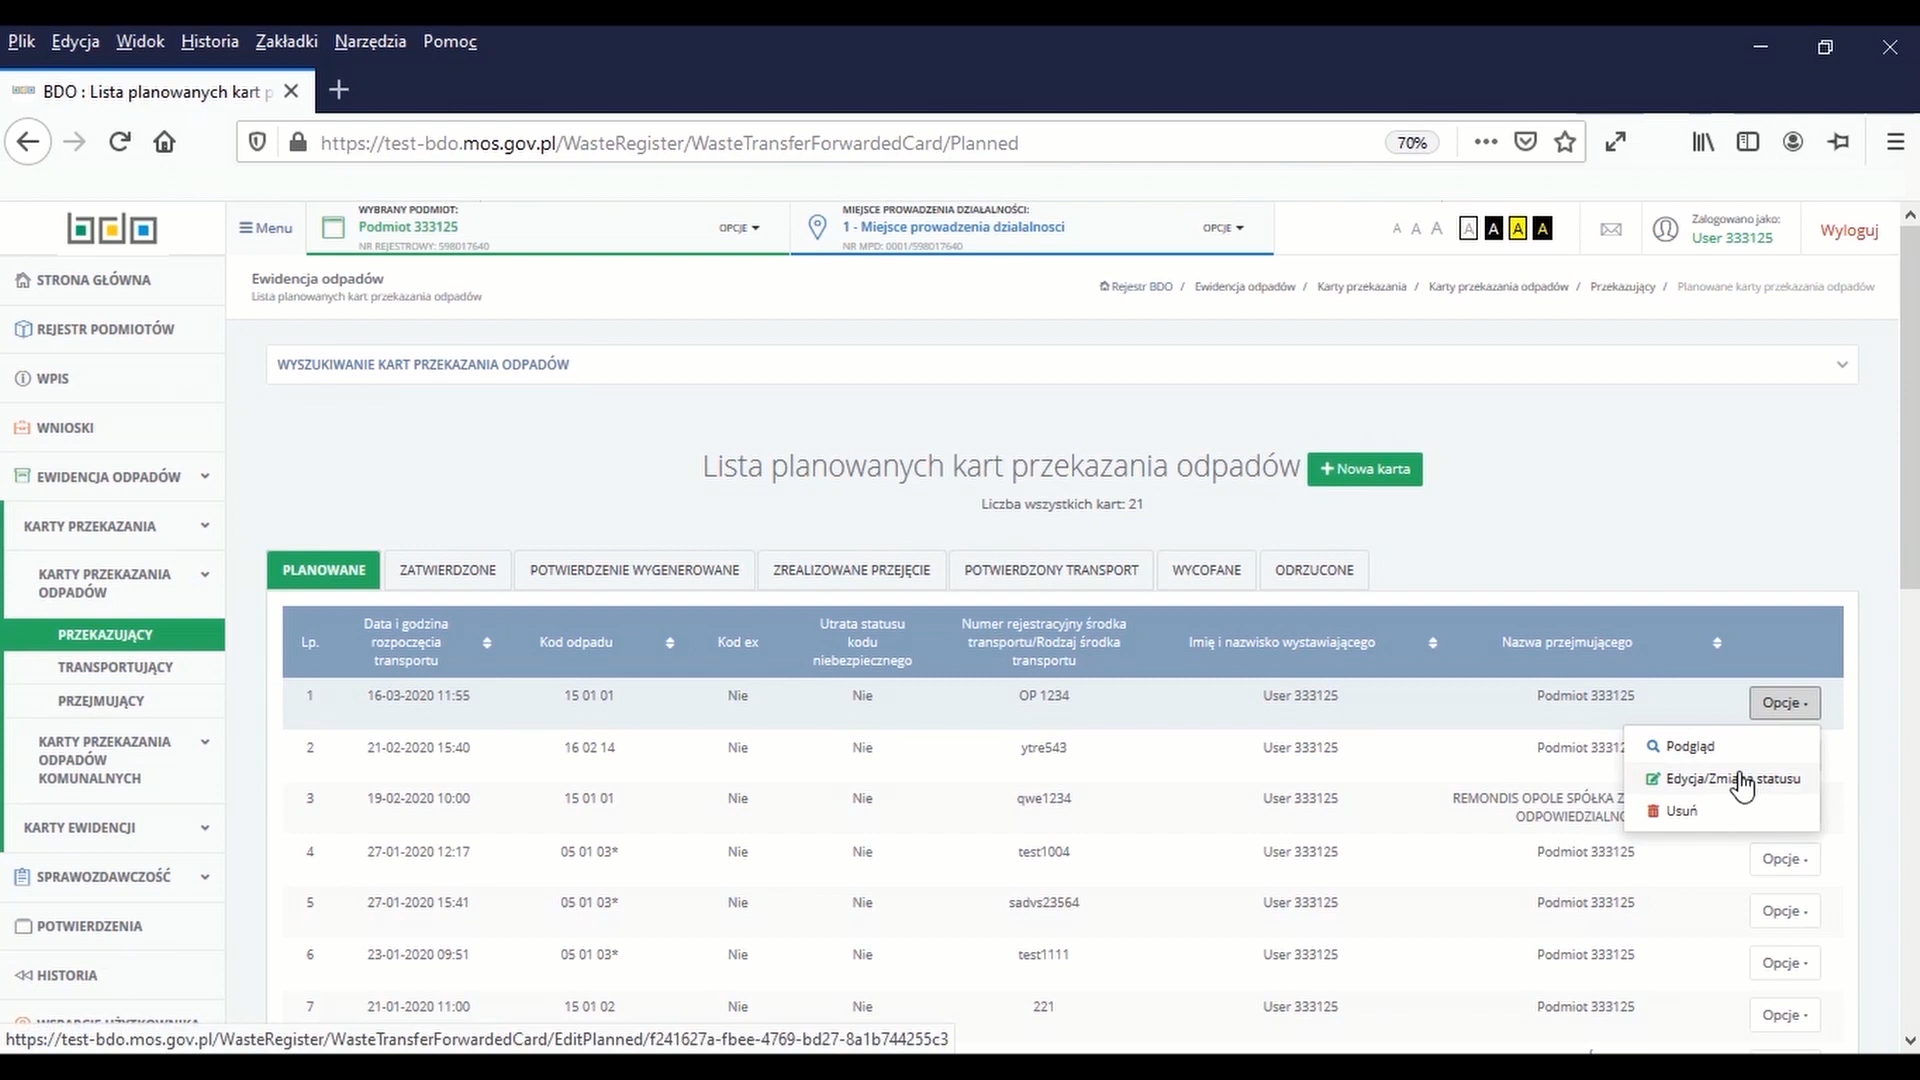 Plik Edycja Widok Historia Zakładki Narzędzia Pomoc
BDO : Lista planowanych kart p
https://test-bdo.mos.gov.pl/WasteRegister/WasteTransferForwardedCard/Planned
70%
bdo
Menu
WYBRANY PODMIOT:
Podmiot 333125
NR REJESTROWY: 598017640
OPCJE
MIEJSCE PROWADZENIA DZIAŁALNOŚCI:
1 - Miejsce prowadzenia dzialalnosci
NR MPD: 0001/598017640
OPCJE
A A A A A A A
Zalogowano jako:
User 333125
Wyloguj
STRONA GŁÓWNA
REJESTR PODMIOTÓW
WPIS
WNIOSKI
EWIDENCJA ODPADÓW
KARTY PRZEKAZANIA
KARTY PRZEKAZANIA
ODPADÓW
PRZEKAZUJĄCY
TRANSPORTUJĄCY
PRZEJMUJĄCY
KARTY PRZEKAZANIA
ODPADÓW
KOMUNALNYCH
KARTY EWIDENCJI
SPRAWOZDAWCZOŚĆ
POTWIERDZENIA
HISTORIA
Ewidencja odpadów
Lista planowanych kart przekazania odpadów
Rejestr BDO / Ewidencja odpadów / Karty przekazania / Karty przekazania odpadów / Przekazujący / Planowane karty przekazania odpadów
WYSZUKIWANIE KART PRZEKAZANIA ODPADÓW
Lista planowanych kart przekazania odpadów
Nowa karta
Liczba wszystkich kart: 21
PLANOWANE ZATWIERDZONE POTWIERDZENIE WYGENEROWANE ZREALIZOWANE PRZEJĘCIE POTWIERDZONY TRANSPORT WYCOFANE ODRZUCONE
Lp.
Data i godzina
rozpoczęcia
transportu
Kod odpadu
Kod ex
Utrata statusu
kodu
niebezpiecznego
Numer rejestracyjny środka
transportu/Rodzaj środka
transportu
Imię i nazwisko wystawiającego
Nazwa przejmującego
1 16-03-2020 11:55 15 01 01 Nie Nie OP 1234 User 333125 Podmiot 333125 Opcje
2 21-02-2020 15:40 16 02 14 Nie Nie ytre543 User 333125 Podmiot 33312
3 19-02-2020 10:00 15 01 01 Nie Nie qwe1234 User 333125 REMONDIS OPOLE SPÓŁKA Z
ODPOWIEDZIALNO
4 27-01-2020 12:17 05 01 03* Nie Nie test1004 User 333125 Podmiot 333125 Opcje
5 27-01-2020 15:41 05 01 03* Nie Nie sadvs23564 User 333125 Podmiot 333125 Opcje
6 23-01-2020 09:51 05 01 03* Nie Nie test1111 User 333125 Podmiot 333125 Opcje
7 21-01-2020 11:00 15 01 02 Nie Nie 221 User 333125 Podmiot 333125 Opcje
Podgląd
Edycja/Zmiana statusu
Usuń
https://test-bdo.mos.gov.pl/WasteRegister/WasteTransferForwardedCard/EditPlanned/f241627a-fbee-4769-bd27-8a1b744255c3